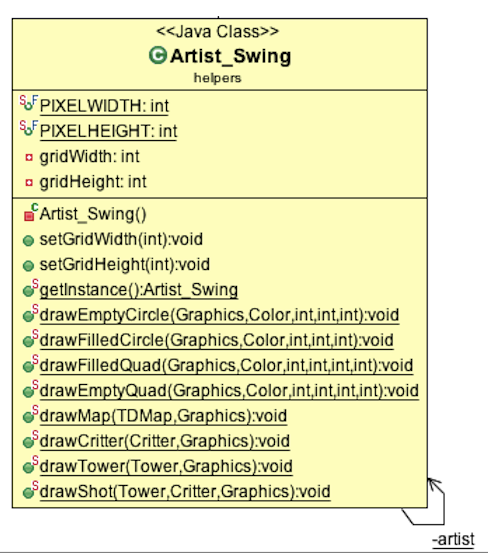 <<Java Class>>
Artist_Swing
helpers
PIXELWIDTH: int
PIXELHEIGHT: int
gridWidth: int
gridHeight: int
Artist_Swing()
setGridWidth(int):void
setGridHeight(int):void
getInstance():Artist_Swing
drawEmptyCircle(Graphics,Color,int,int,int):void
drawFilledCircle(Graphics,Color,int,int,int):void
drawFilledQuad(Graphics,Color,int,int,int,int):void
drawEmptyQuad(Graphics,Color,int,int,int,int):void
drawMap(TDMap,Graphics):void
drawCritter(Critter,Graphics):void
drawTower(Tower,Graphics):void
drawShot(Tower,Critter,Graphics):void
-artist